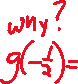 why?
g(-1/2)=